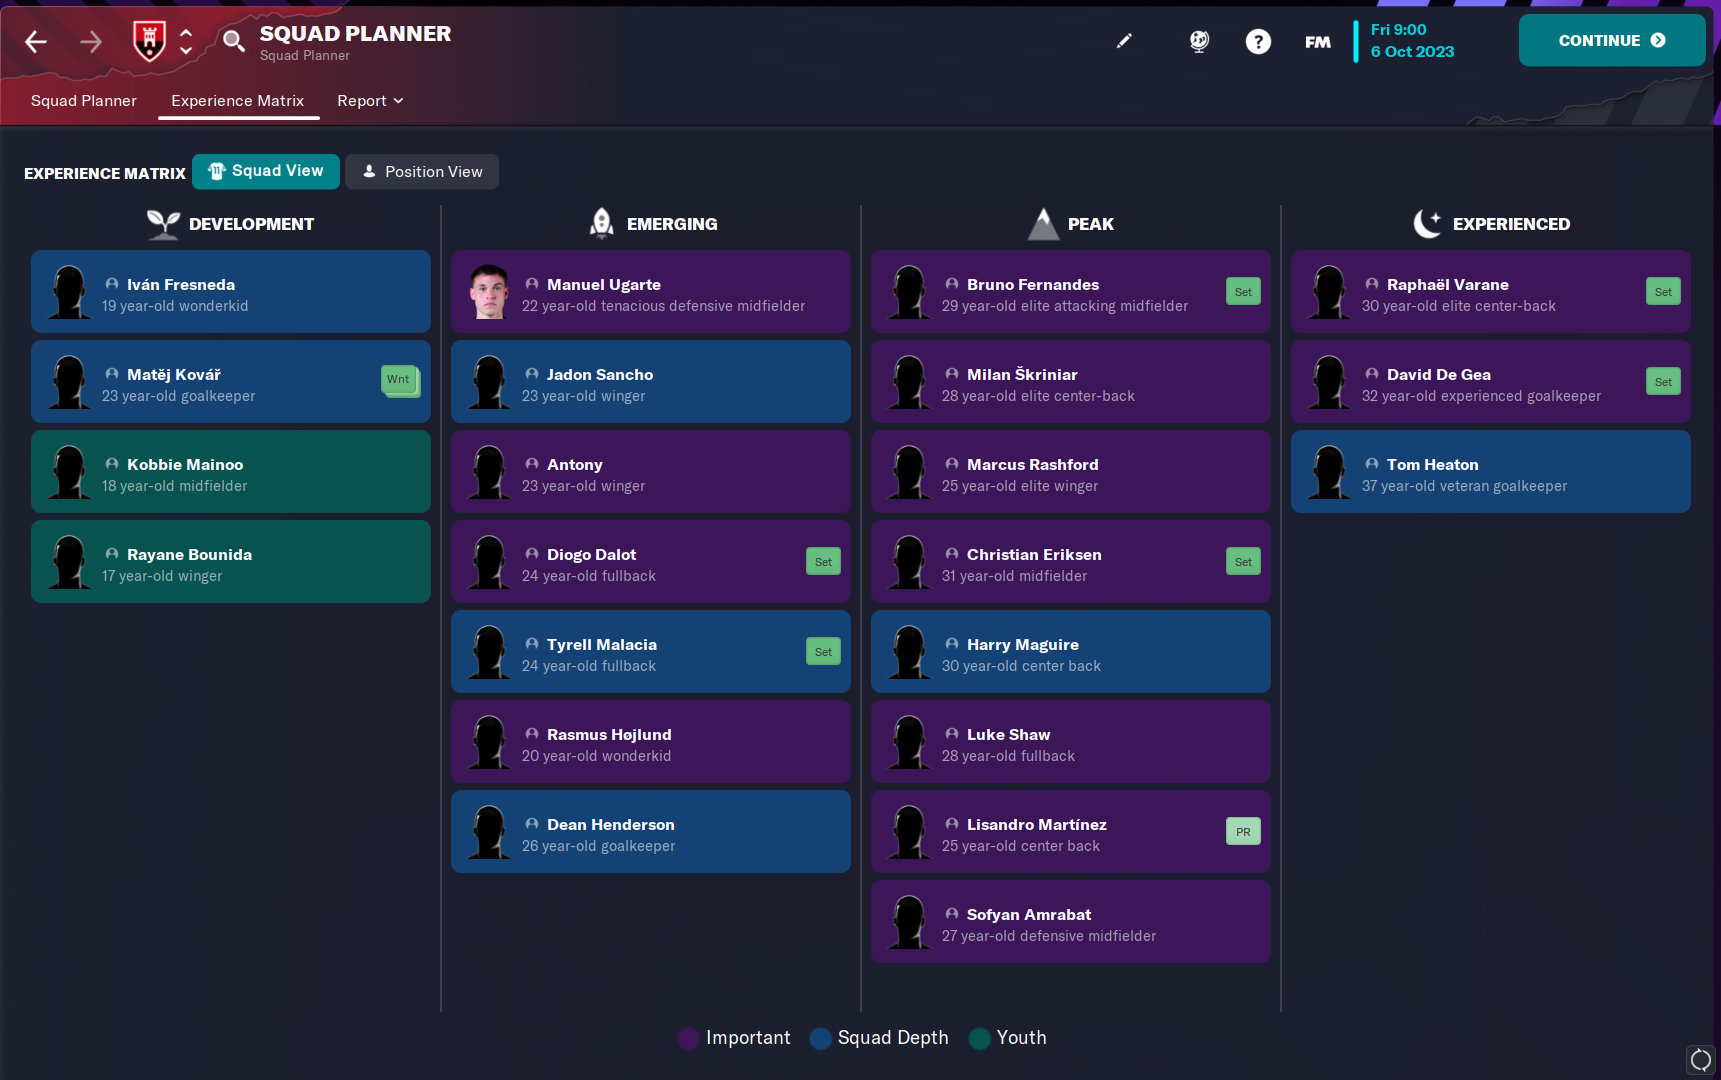 SQUAD PLANNER
Squad Planner
FM
Fri 9:00
6 Oct 2023
CONTINUE
Squad Planner
Experience Matrix
Report
EXPERIENCE MATRIX
Squad View
Position View
DEVELOPMENT
Iván Fresneda
19 year-old wonderkid
Matěj Kovář
23 year-old goalkeeper
Wnt
Kobbie Mainoo
18 year-old midfielder
Rayane Bounida
17 year-old winger
EMERGING
Manuel Ugarte
22 year-old tenacious defensive midfielder
Jadon Sancho
23 year-old winger
Antony
23 year-old winger
Diogo Dalot
24 year-old fullback
Set
Tyrell Malacia
24 year-old fullback
Set
Rasmus Højlund
20 year-old wonderkid
Dean Henderson
26 year-old goalkeeper
PEAK
Bruno Fernandes
29 year-old elite attacking midfielder
Set
Milan Škriniar
28 year-old elite center-back
Marcus Rashford
25 year-old elite winger
Christian Eriksen
31 year-old midfielder
Set
Harry Maguire
30 year-old center back
Luke Shaw
28 year-old fullback
Lisandro Martínez
25 year-old center back
PR
Sofyan Amrabat
27 year-old defensive midfielder
EXPERIENCED
Raphaël Varane
30 year-old elite center-back
Set
David De Gea
32 year-old experienced goalkeeper
Set
Tom Heaton
37 year-old veteran goalkeeper
Important
Squad Depth
Youth